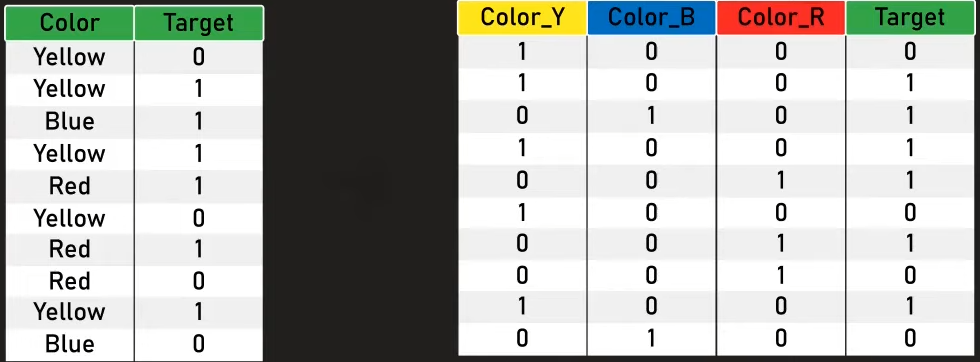 Color Target Color_Y Color_B Color_R Target
Yellow 0 1 0 0 0
Yellow 1 1 0 0 1
Blue 1 0 1 0 1
Yellow 1 1 0 0 1
Red 1 0 0 1 1
Yellow 0 1 0 0 0
Red 1 0 0 1 1
Red 0 0 0 1 0
Yellow 1 1 0 0 1
Blue 0 0 1 0 0